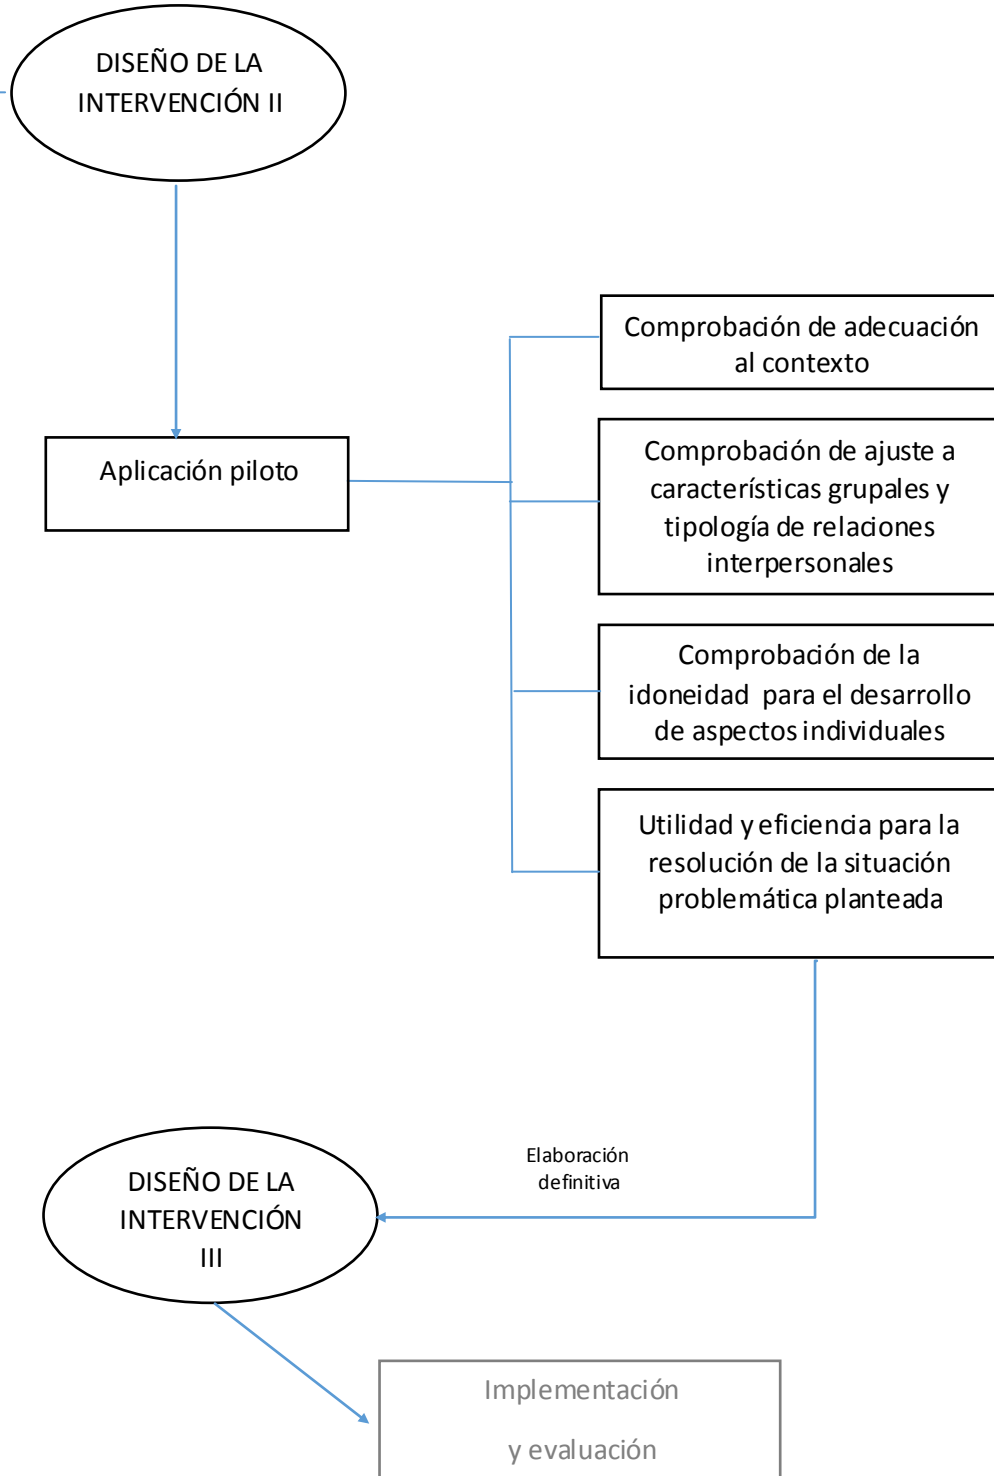 DISEÑO DE LA
INTERVENCIÓN II
Comprobación de adecuación
al contexto
Aplicación piloto
Comprobación de ajuste a
características grupales y
tipología de relaciones
interpersonales
Comprobación de la
idoneidad para el desarrollo
de aspectos individuales
Utilidad y eficiencia para la
resolución de la situación
problemática planteada
Elaboración
definitiva
DISEÑO DE LA
INTERVENCIÓN
III
Implementación
y evaluación